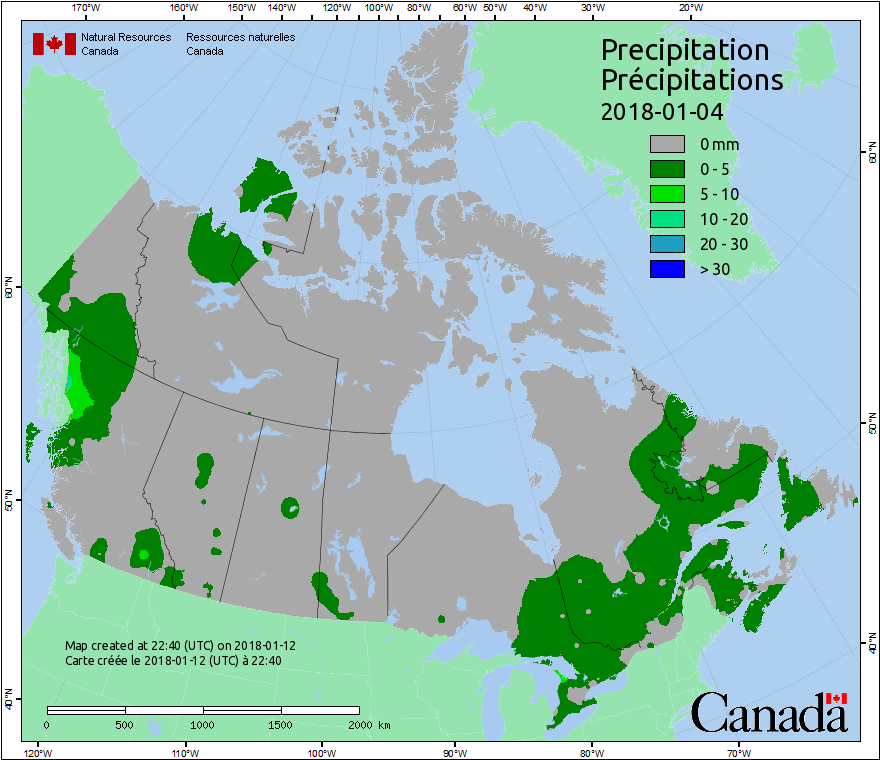 170°W 160°W 150°W 140°W 120°W 100°W 80°W 60°W 50°W 40°W 30°W 20°W
Natural Resources Ressources naturelles
Canada Canada
Precipitation
Précipitations
2018-01-04
0 mm
0 - 5
5 - 10
10 - 20
20 - 30
> 30
60°N
60°N
50°N
50°N
40°N
40°N
Map created at 22:40 (UTC) on 2018-01-12
Carte créée le 2018-01-12 (UTC) à 22:40
0 500 1000 1500 2000 km
Canada
120°W 110°W 100°W 90°W 80°W 70°W